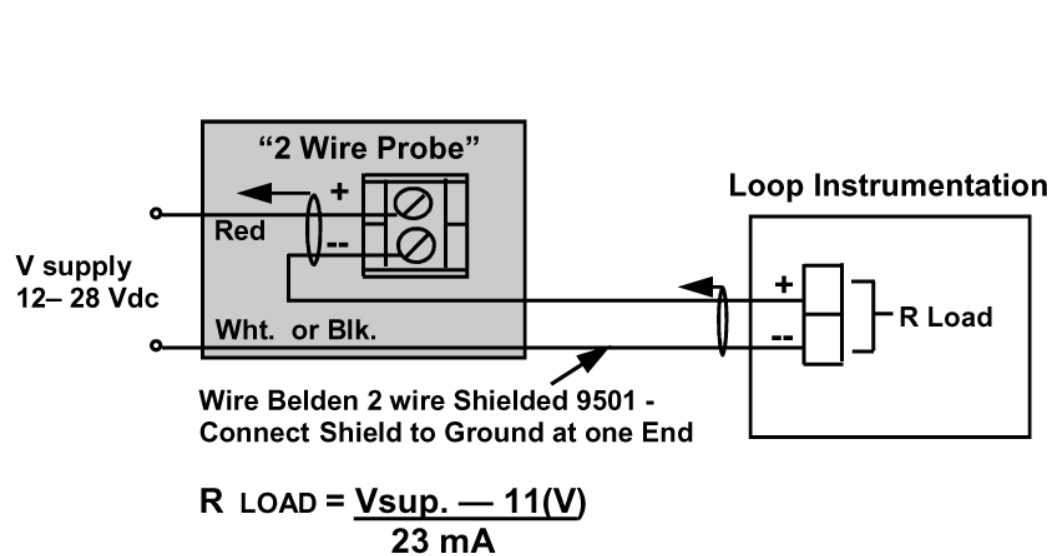 “2 Wire Probe”
Loop Instrumentation
+
Red
--
V supply
12– 28 Vdc
+
R Load
--
Wht. or Blk.
Wire Belden 2 wire Shielded 9501 -
Connect Shield to Ground at one End
R LOAD = Vsup. — 11(V)
23 mA